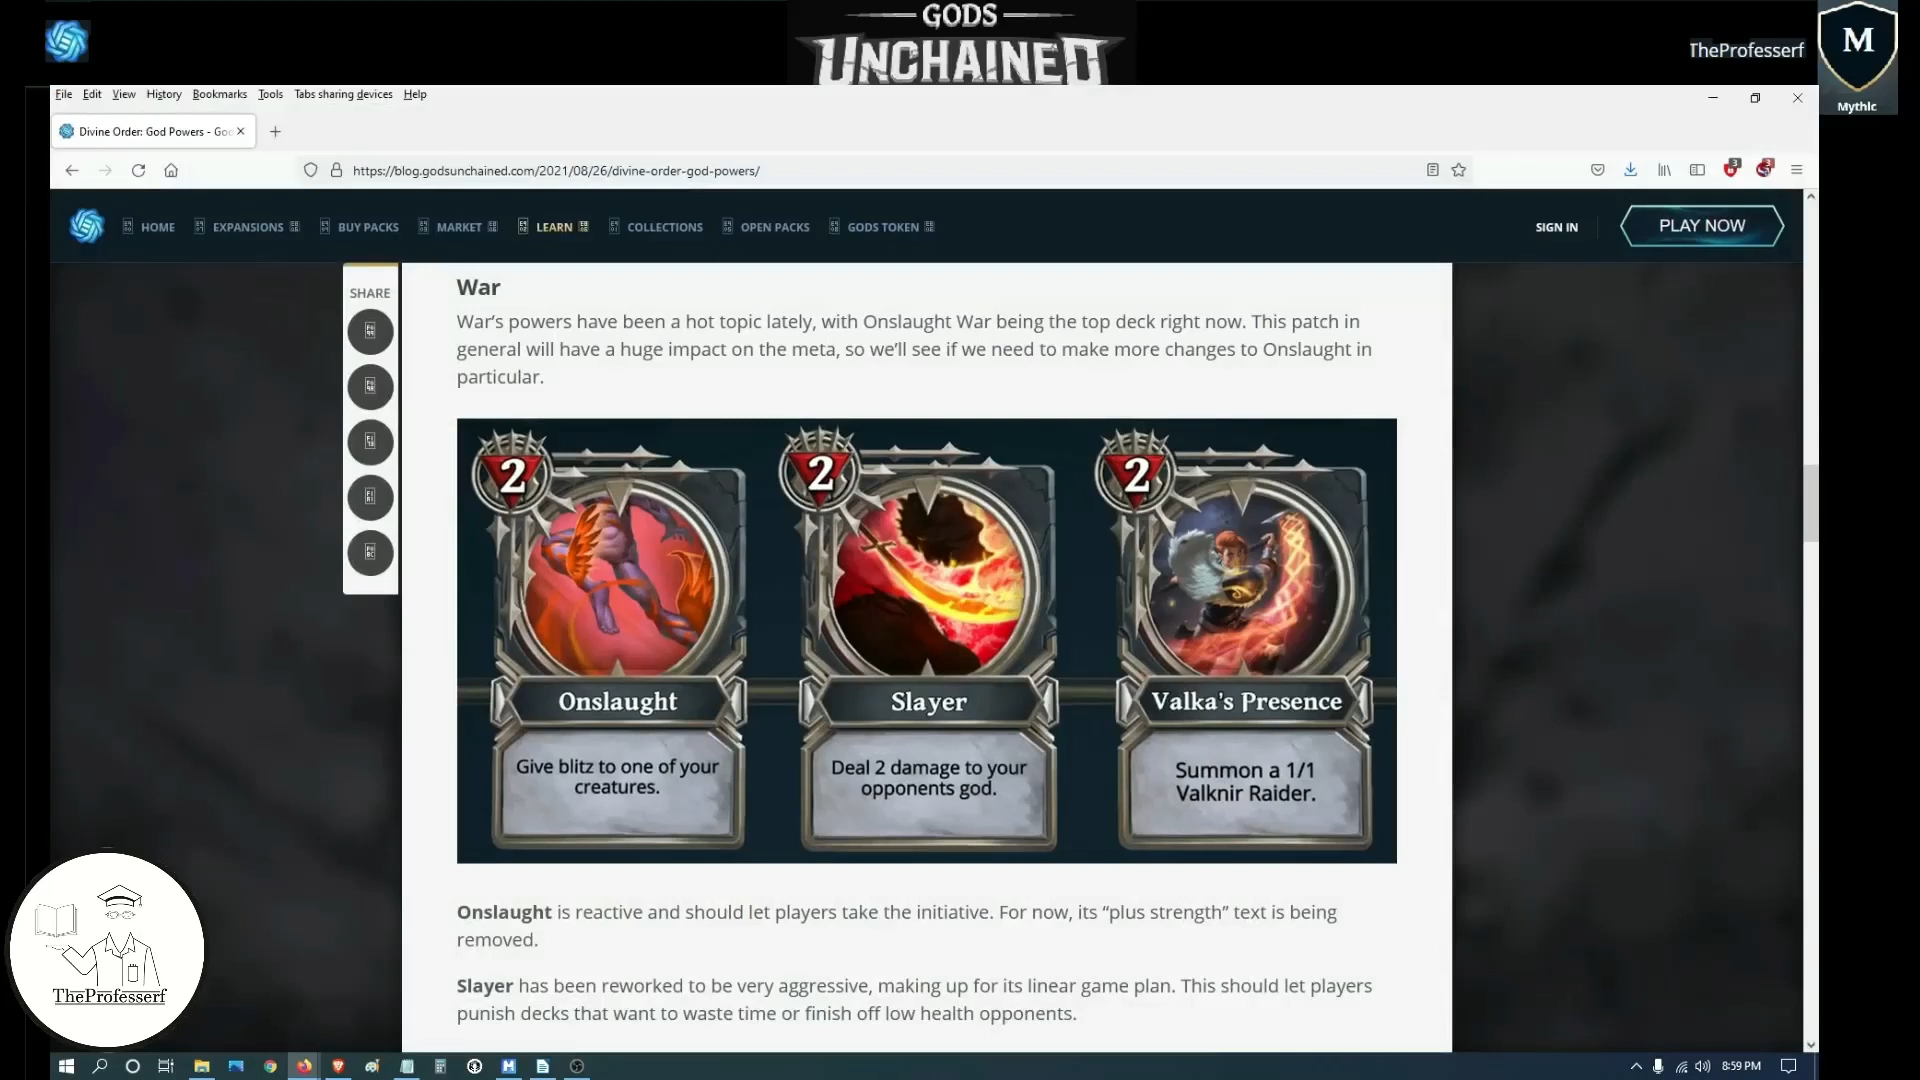 GODS
UNCHAINED
TheProfesserf
M
Mythic
File Edit View History Bookmarks Tools Tabs sharing devices Help
Divine Order: God Powers - Go
https://blog.godsunchained.com/2021/08/26/divine-order-god-powers/
3
3
HOME EXPANSIONS BUY PACKS MARKET LEARN COLLECTIONS OPEN PACKS GODS TOKEN SIGN IN PLAY NOW
SHARE
War
War’s powers have been a hot topic lately, with Onslaught War being the top deck right now. This patch in
general will have a huge impact on the meta, so we’ll see if we need to make more changes to Onslaught in
particular.
2 2 2
Onslaught Slayer Valka's Presence
Give blitz to one of your
creatures.
Deal 2 damage to your
opponents god.
Summon a 1/1
Valknir Raider.
Onslaught is reactive and should let players take the initiative. For now, its “plus strength” text is being
removed.
Slayer has been reworked to be very aggressive, making up for its linear game plan. This should let players
punish decks that want to waste time or finish off low health opponents.
TheProfesserf
8:59 PM